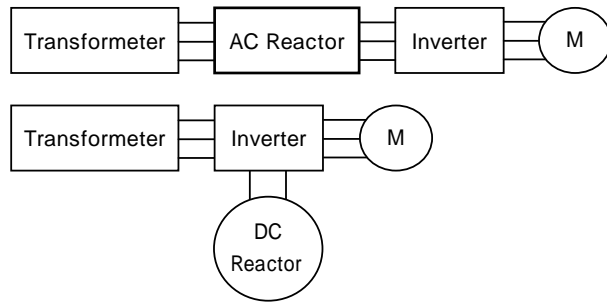 Transformeter AC Reactor Inverter M
Transformeter Inverter M
DC
Reactor